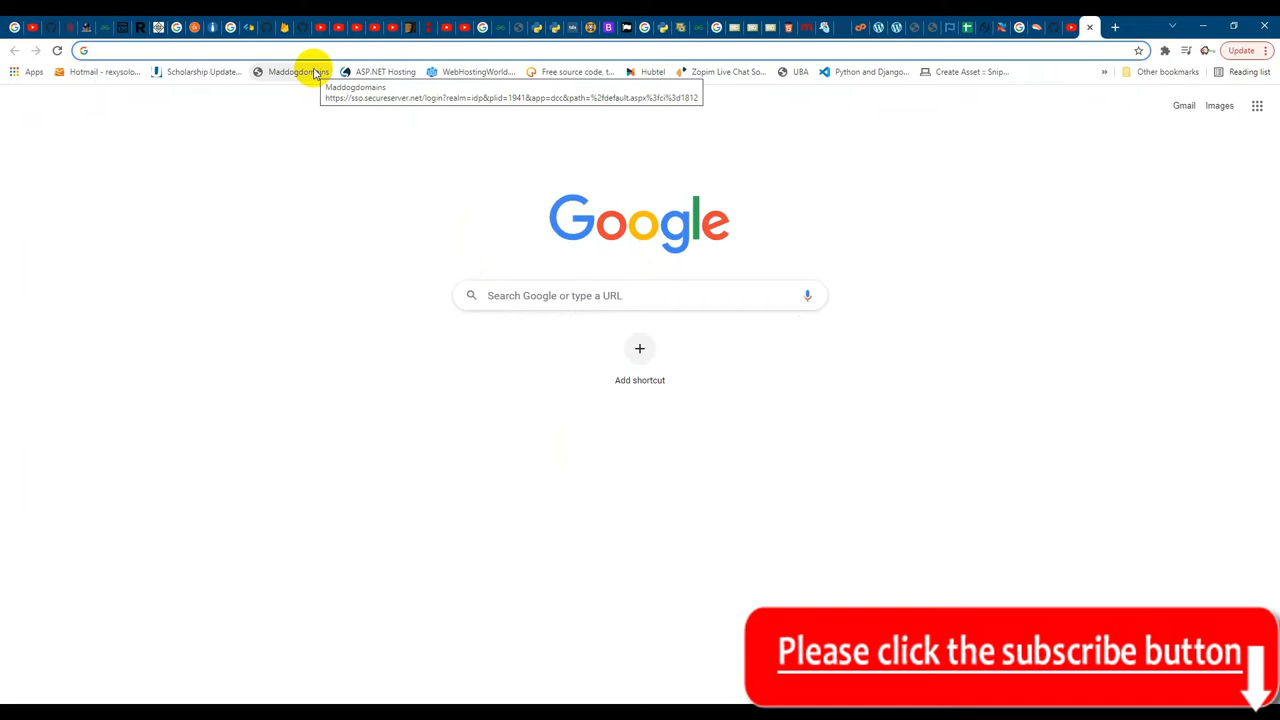 Update
Apps
Hotmail - rexysolo...
Scholarship Update...
Maddogdomains
ASP.NET Hosting
WebHostingWorld....
Free source code, t...
Hubtel
Zopim Live Chat So...
UBA
Python and Django...
Create Asset :: Snip...
»
Other bookmarks
Reading list
Maddogdomains
https://sso.secureserver.net/login?realm=idp&plid=1941&app=dcc&path=%2fdefault.aspx%3fci%3d1812
Gmail
Images
Google
Search Google or type a URL
Add shortcut
Please click the subscribe button